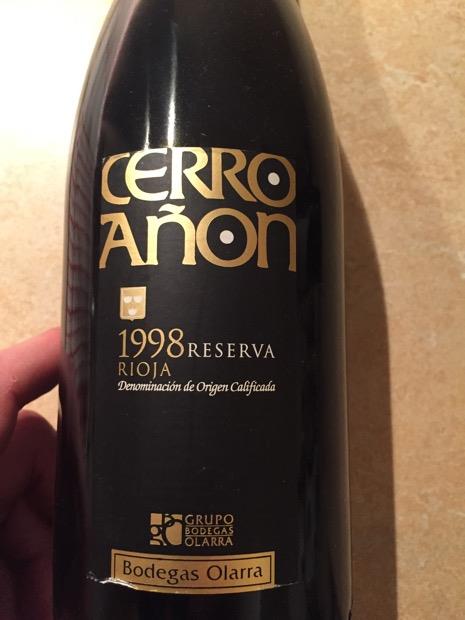 CERRO
AÑON
1998 RESERVA
RIOJA
Denominación de Origen Calificada
GRUPO
BODEGAS
OLARRA
Bodegas Olarra